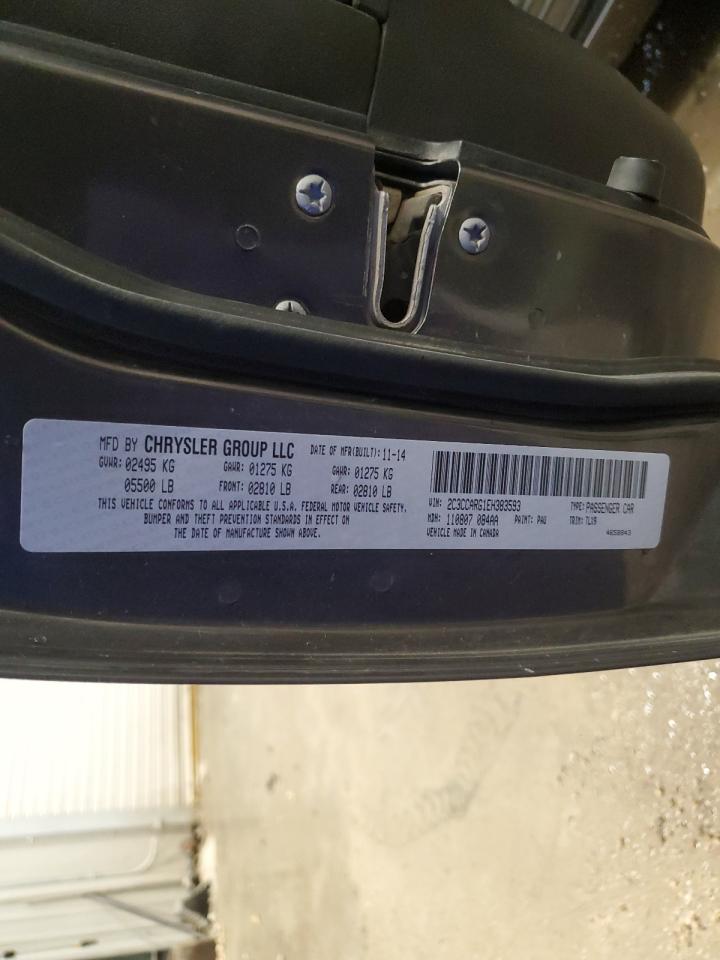 MFD BY CHRYSLER GROUP LLC DATE OF MFR(BUILT): 11-14
GVWR: 02495 KG GAWR: 01275 KG GAWR: 01275 KG
05500 LB FRONT: 02810 LB REAR: 02810 LB
THIS VEHICLE CONFORMS TO ALL APPLICABLE U.S.A. FEDERAL MOTOR VEHICLE SAFETY,
BUMPER AND THEFT PREVENTION STANDARDS IN EFFECT ON
THE DATE OF MANUFACTURE SHOWN ABOVE.
VIN: 2C3CCARG1EH383593 TYPE: PASSENGER CAR
MDH: 110807 084AA PAINT: PAU TRIM: TLX9
VEHICLE MADE IN CANADA 4658843